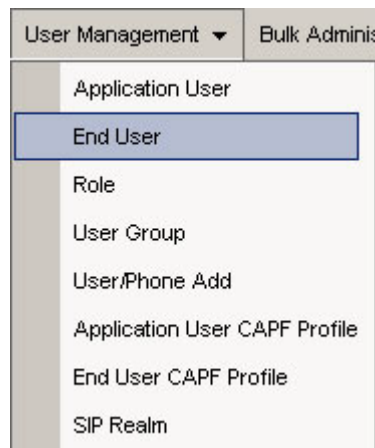 User Management Bulk Adminis
Application User
End User
Role
User Group
User/Phone Add
Application User CAPF Profile
End User CAPF Profile
SIP Realm